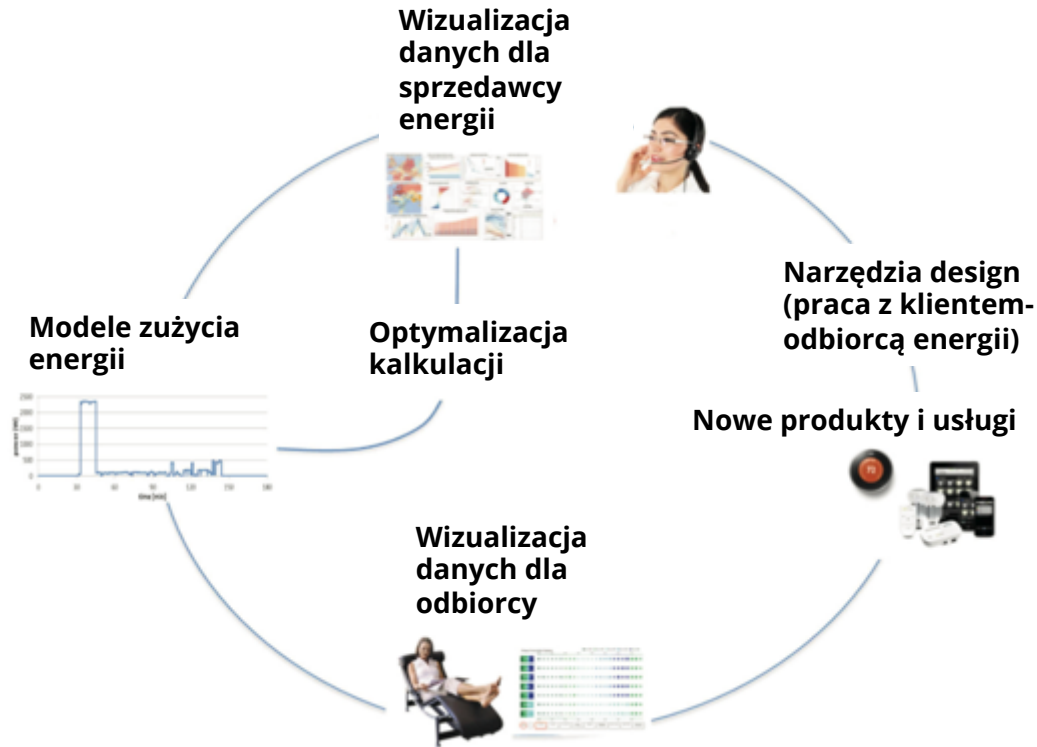 Wizualizacja
danych dla
sprzedawcy
energii
Narzędzia design
(praca z klientem-
odbiorcą energii)
Modele zużycia
energii
Optymalizacja
kalkulacji
Nowe produkty i usługi
Wizualizacja
danych dla
odbiorcy